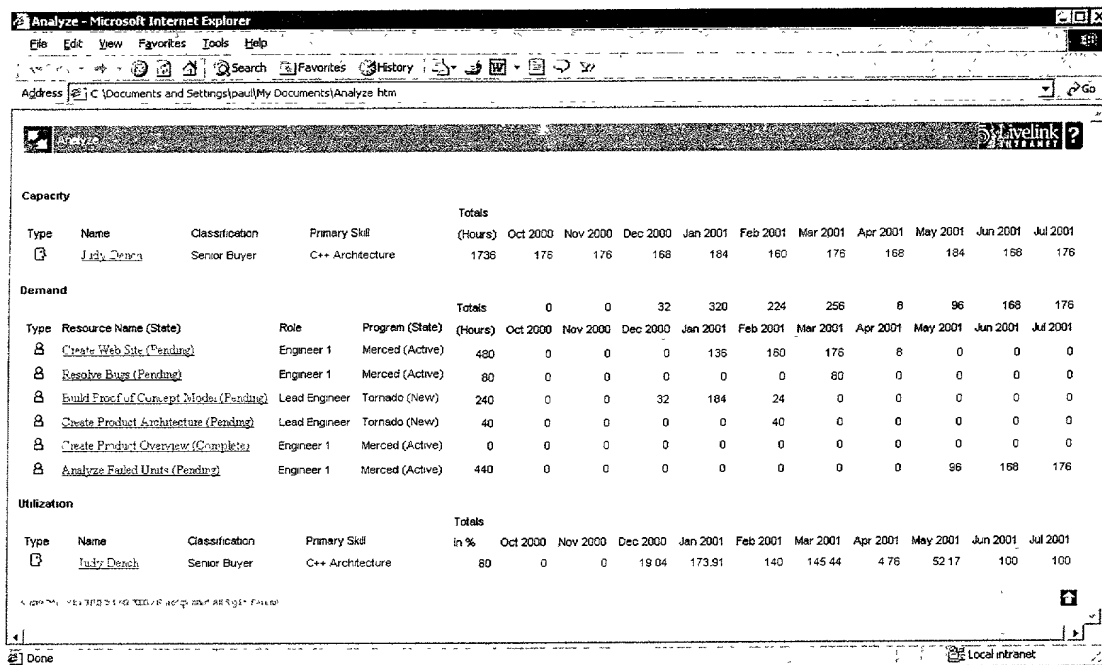 Analyze - Microsoft Internet Explorer
File Edit View Favorites Tools Help
Search Favorites History
Address C:\Documents and Settings\paul\My Documents\Analyze.htm Go
Analyze Livelink INTRANET ?
Capacity
Totals
Type Name Classification Primary Skill (Hours) Oct 2000 Nov 2000 Dec 2000 Jan 2001 Feb 2001 Mar 2001 Apr 2001 May 2001 Jun 2001 Jul 2001
Judy Dench Senior Buyer C++ Architecture 1736 176 176 168 184 160 176 168 184 168 176
Demand
Totals 0 0 32 320 224 256 8 96 168 176
Type Resource Name (State) Role Program (State) (Hours) Oct 2000 Nov 2000 Dec 2000 Jan 2001 Feb 2001 Mar 2001 Apr 2001 May 2001 Jun 2001 Jul 2001
Create Web Site (Pending) Engineer 1 Merced (Active) 480 0 0 0 136 160 176 8 0 0 0
Resolve Bugs (Pending) Engineer 1 Merced (Active) 80 0 0 0 0 0 80 0 0 0 0
Build Proof of Concept Model (Pending) Lead Engineer Tornado (New) 240 0 0 32 184 24 0 0 0 0 0
Create Product Architecture (Pending) Lead Engineer Tornado (New) 40 0 0 0 0 40 0 0 0 0 0
Create Product Overview (Complete) Engineer 1 Merced (Active) 0 0 0 0 0 0 0 0 0 0 0
Analyze Failed Units (Pending) Engineer 1 Merced (Active) 440 0 0 0 0 0 0 0 96 168 176
Utilization
Totals
Type Name Classification Primary Skill in % Oct 2000 Nov 2000 Dec 2000 Jan 2001 Feb 2001 Mar 2001 Apr 2001 May 2001 Jun 2001 Jul 2001
Judy Dench Senior Buyer C++ Architecture 80 0 0 19.04 173.91 140 145.44 4.76 52.17 100 100
Done Local intranet